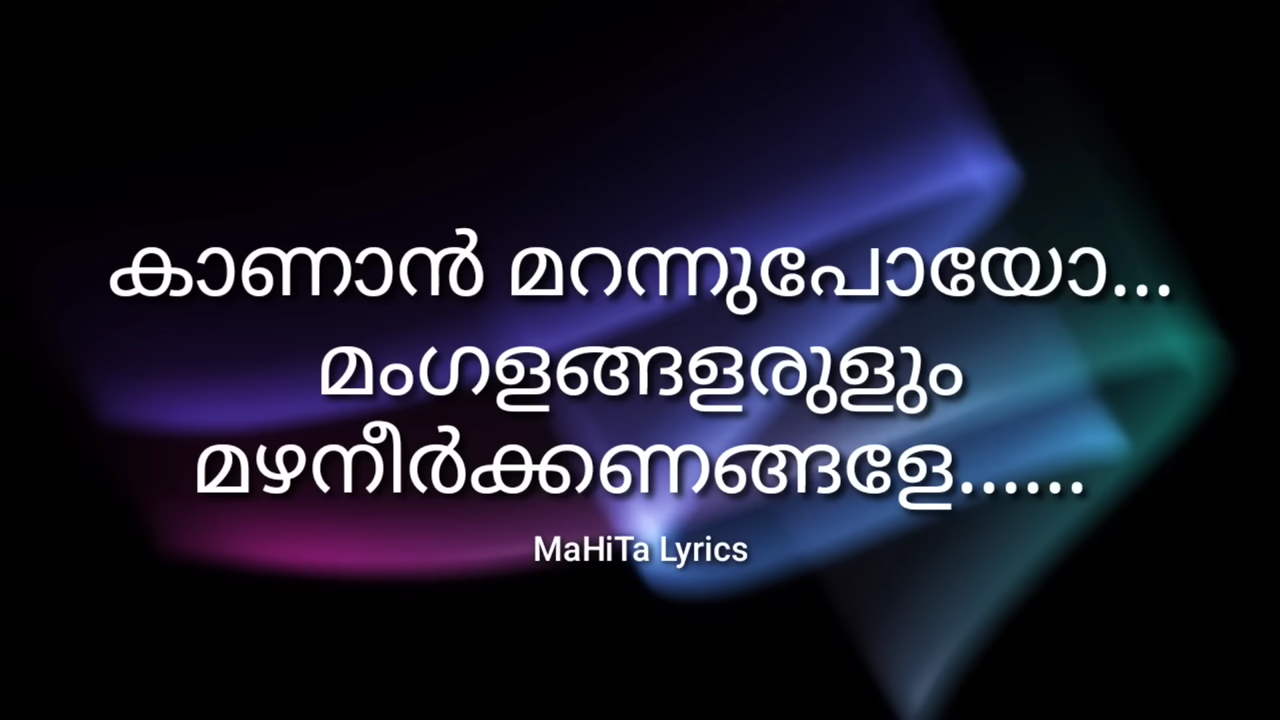 കാണാൻ മറന്നുപോയോ...
മംഗളങ്ങളരുളും
മഴനീർക്കണങ്ങളേ......
MaHiTa Lyrics